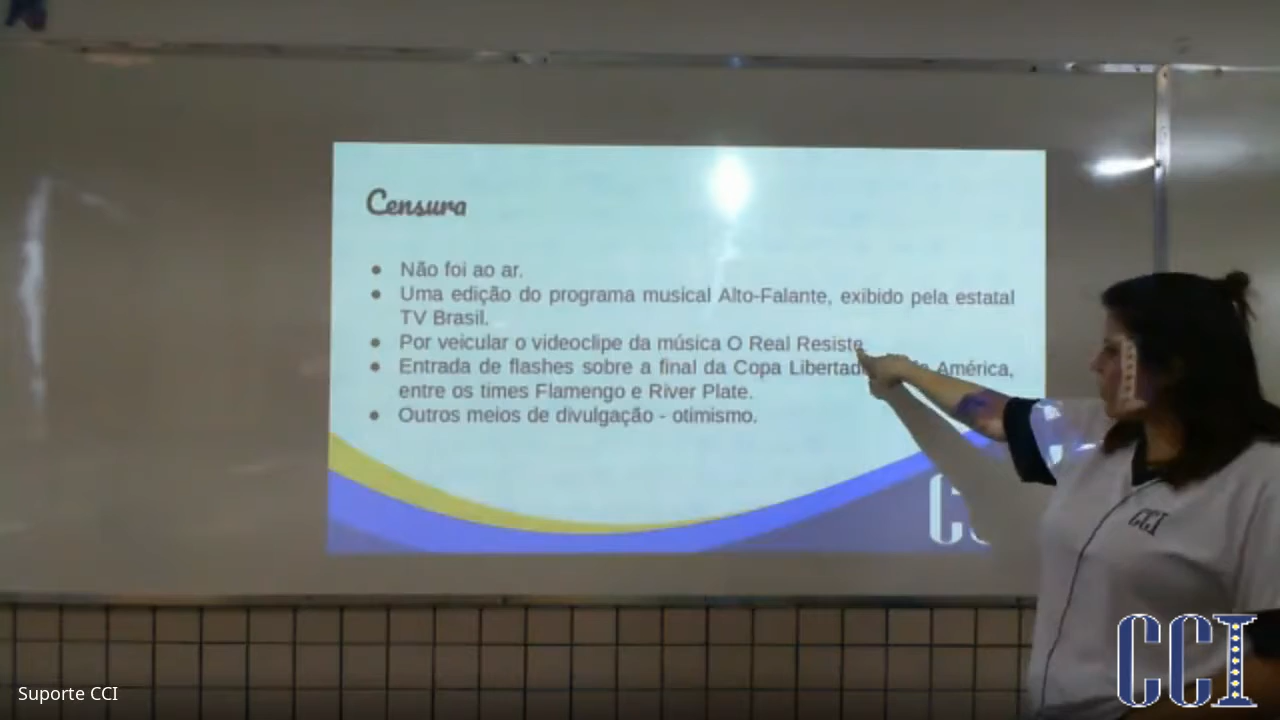 Censura
● Não foi ao ar.
● Uma edição do programa musical Alto-Falante, exibido pela estatal
TV Brasil.
● Por veicular o videoclipe da música O Real Resiste
● Entrada de flashes sobre a final da Copa América,
entre os times Flamengo e River Plate.
● Outros meios de divulgação - otimismo.
CCI
CCI
Suporte CCI